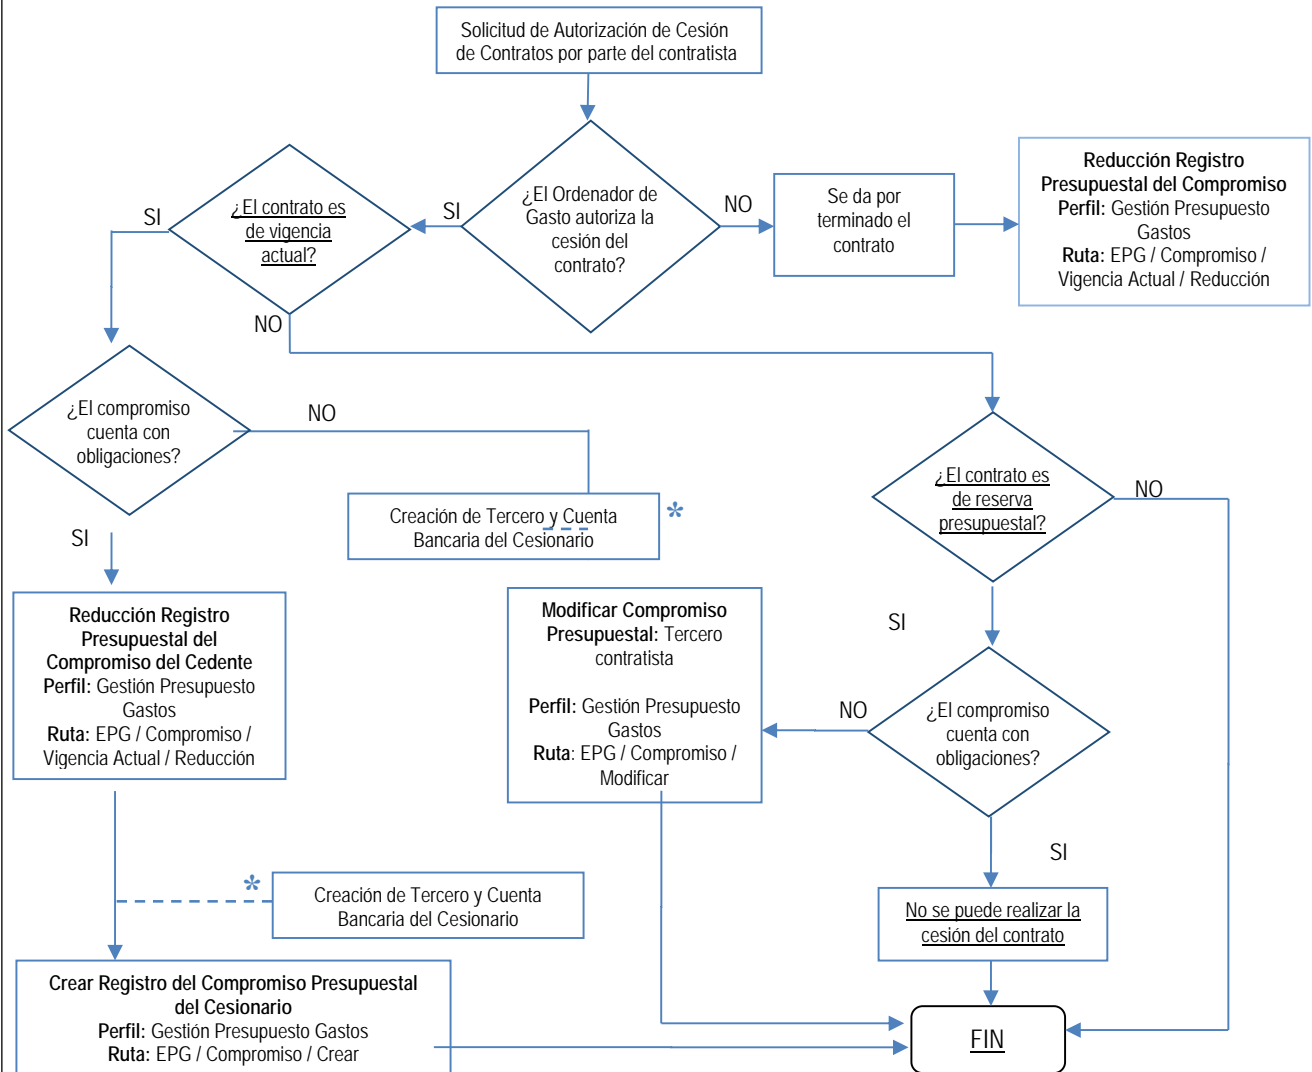 Solicitud de Autorización de Cesión
de Contratos por parte del contratista
¿El Ordenador de
Gasto autoriza la
cesión del
contrato?
SI
NO
¿El contrato es
de vigencia
actual?
SI
NO
Se da por
terminado el
contrato
Reducción Registro
Presupuestal del Compromiso
Perfil: Gestión Presupuesto
Gastos
Ruta: EPG / Compromiso /
Vigencia Actual / Reducción
¿El compromiso
cuenta con
obligaciones?
NO
SI
Creación de Tercero y Cuenta
Bancaria del Cesionario
*
¿El contrato es
de reserva
presupuestal?
NO
SI
Reducción Registro
Presupuestal del
Compromiso del Cedente
Perfil: Gestión Presupuesto
Gastos
Ruta: EPG / Compromiso /
Vigencia Actual / Reducción
Modificar Compromiso
Presupuestal: Tercero
contratista
Perfil: Gestión Presupuesto
Gastos
Ruta: EPG / Compromiso /
Modificar
NO
¿El compromiso
cuenta con
obligaciones?
SI
*
Creación de Tercero y Cuenta
Bancaria del Cesionario
No se puede realizar la
cesión del contrato
Crear Registro del Compromiso Presupuestal
del Cesionario
Perfil: Gestión Presupuesto Gastos
Ruta: EPG / Compromiso / Crear
FIN